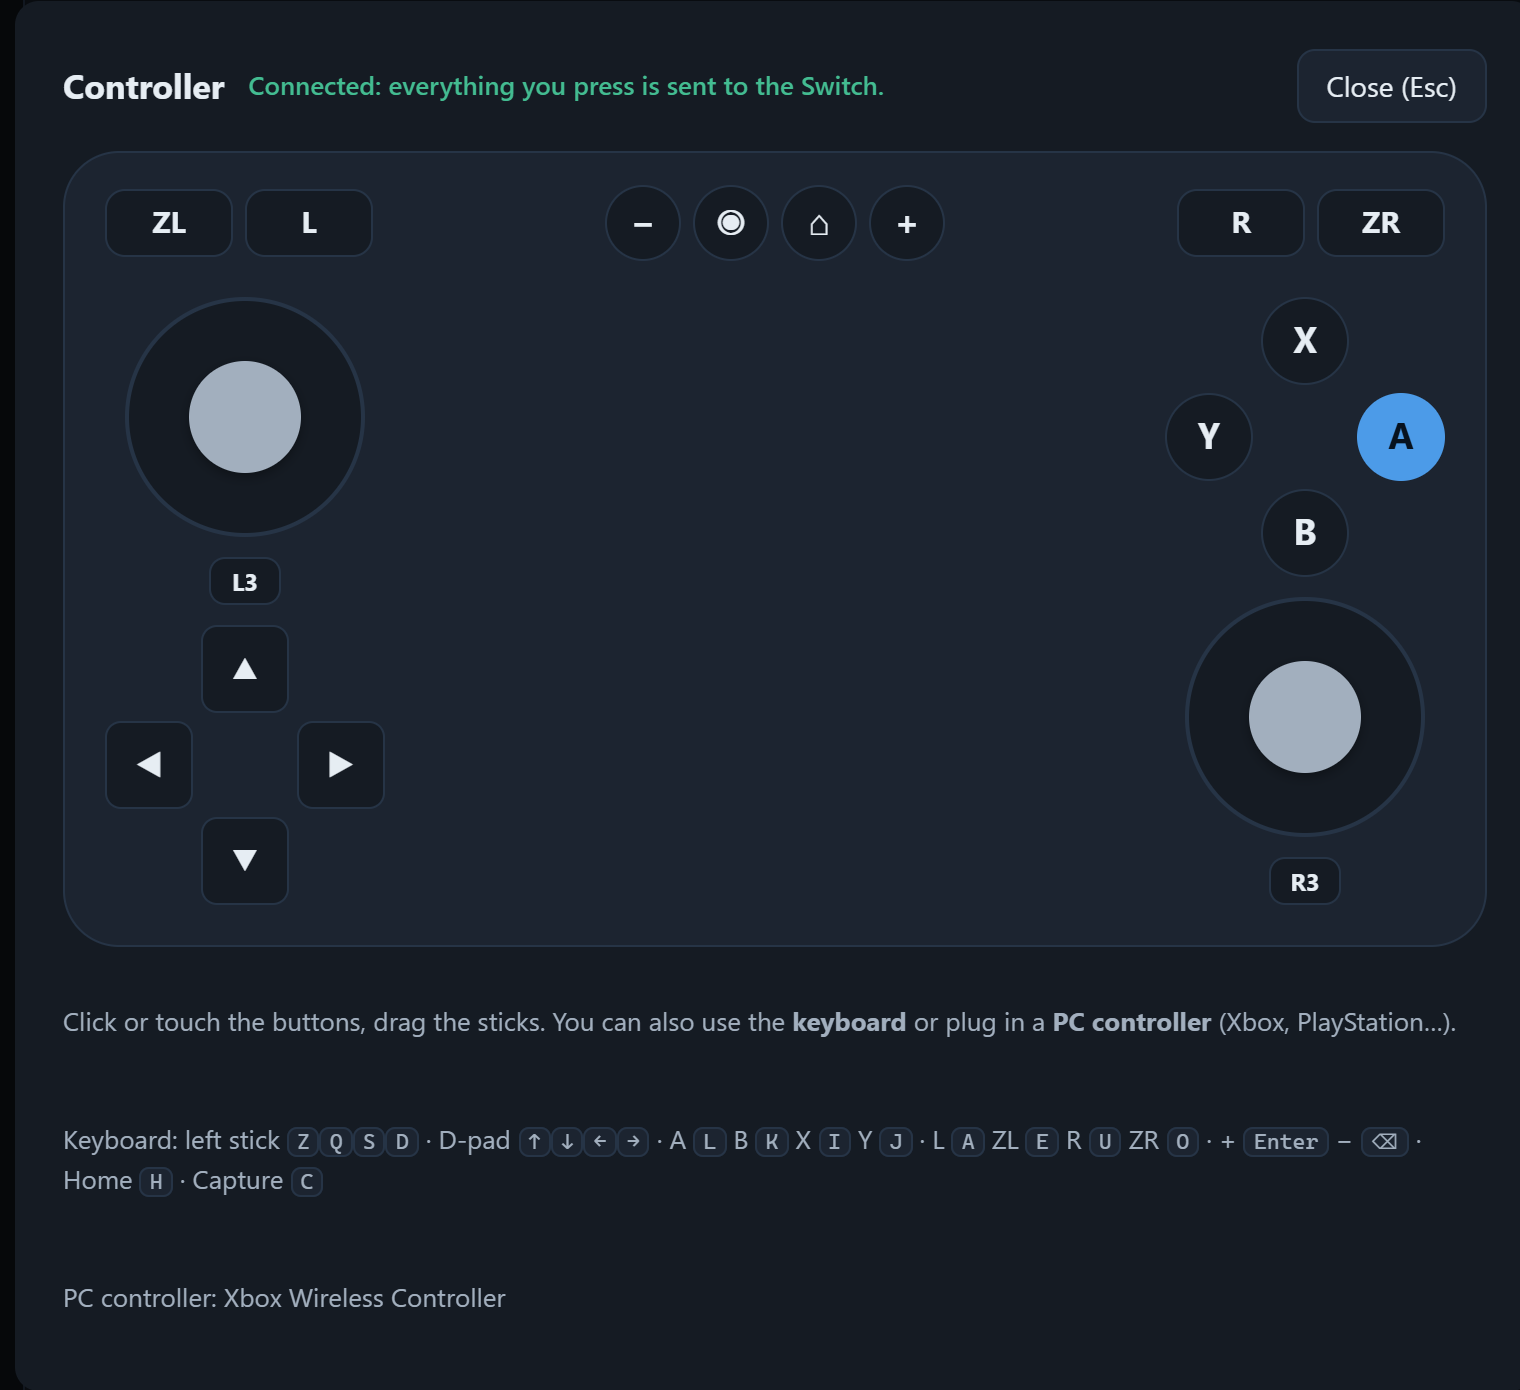 Controller Connected: everything you press is sent to the Switch. Close (Esc)
ZL L − + R ZR
X
Y A
B
L3
R3
Click or touch the buttons, drag the sticks. You can also use the keyboard or plug in a PC controller (Xbox, PlayStation...).
Keyboard: left stick Z Q S D · D-pad ↑ ↓ ← → · A L B K X I Y J · L A ZL E R U ZR O · + Enter − ⌫ ·
Home H · Capture C
PC controller: Xbox Wireless Controller